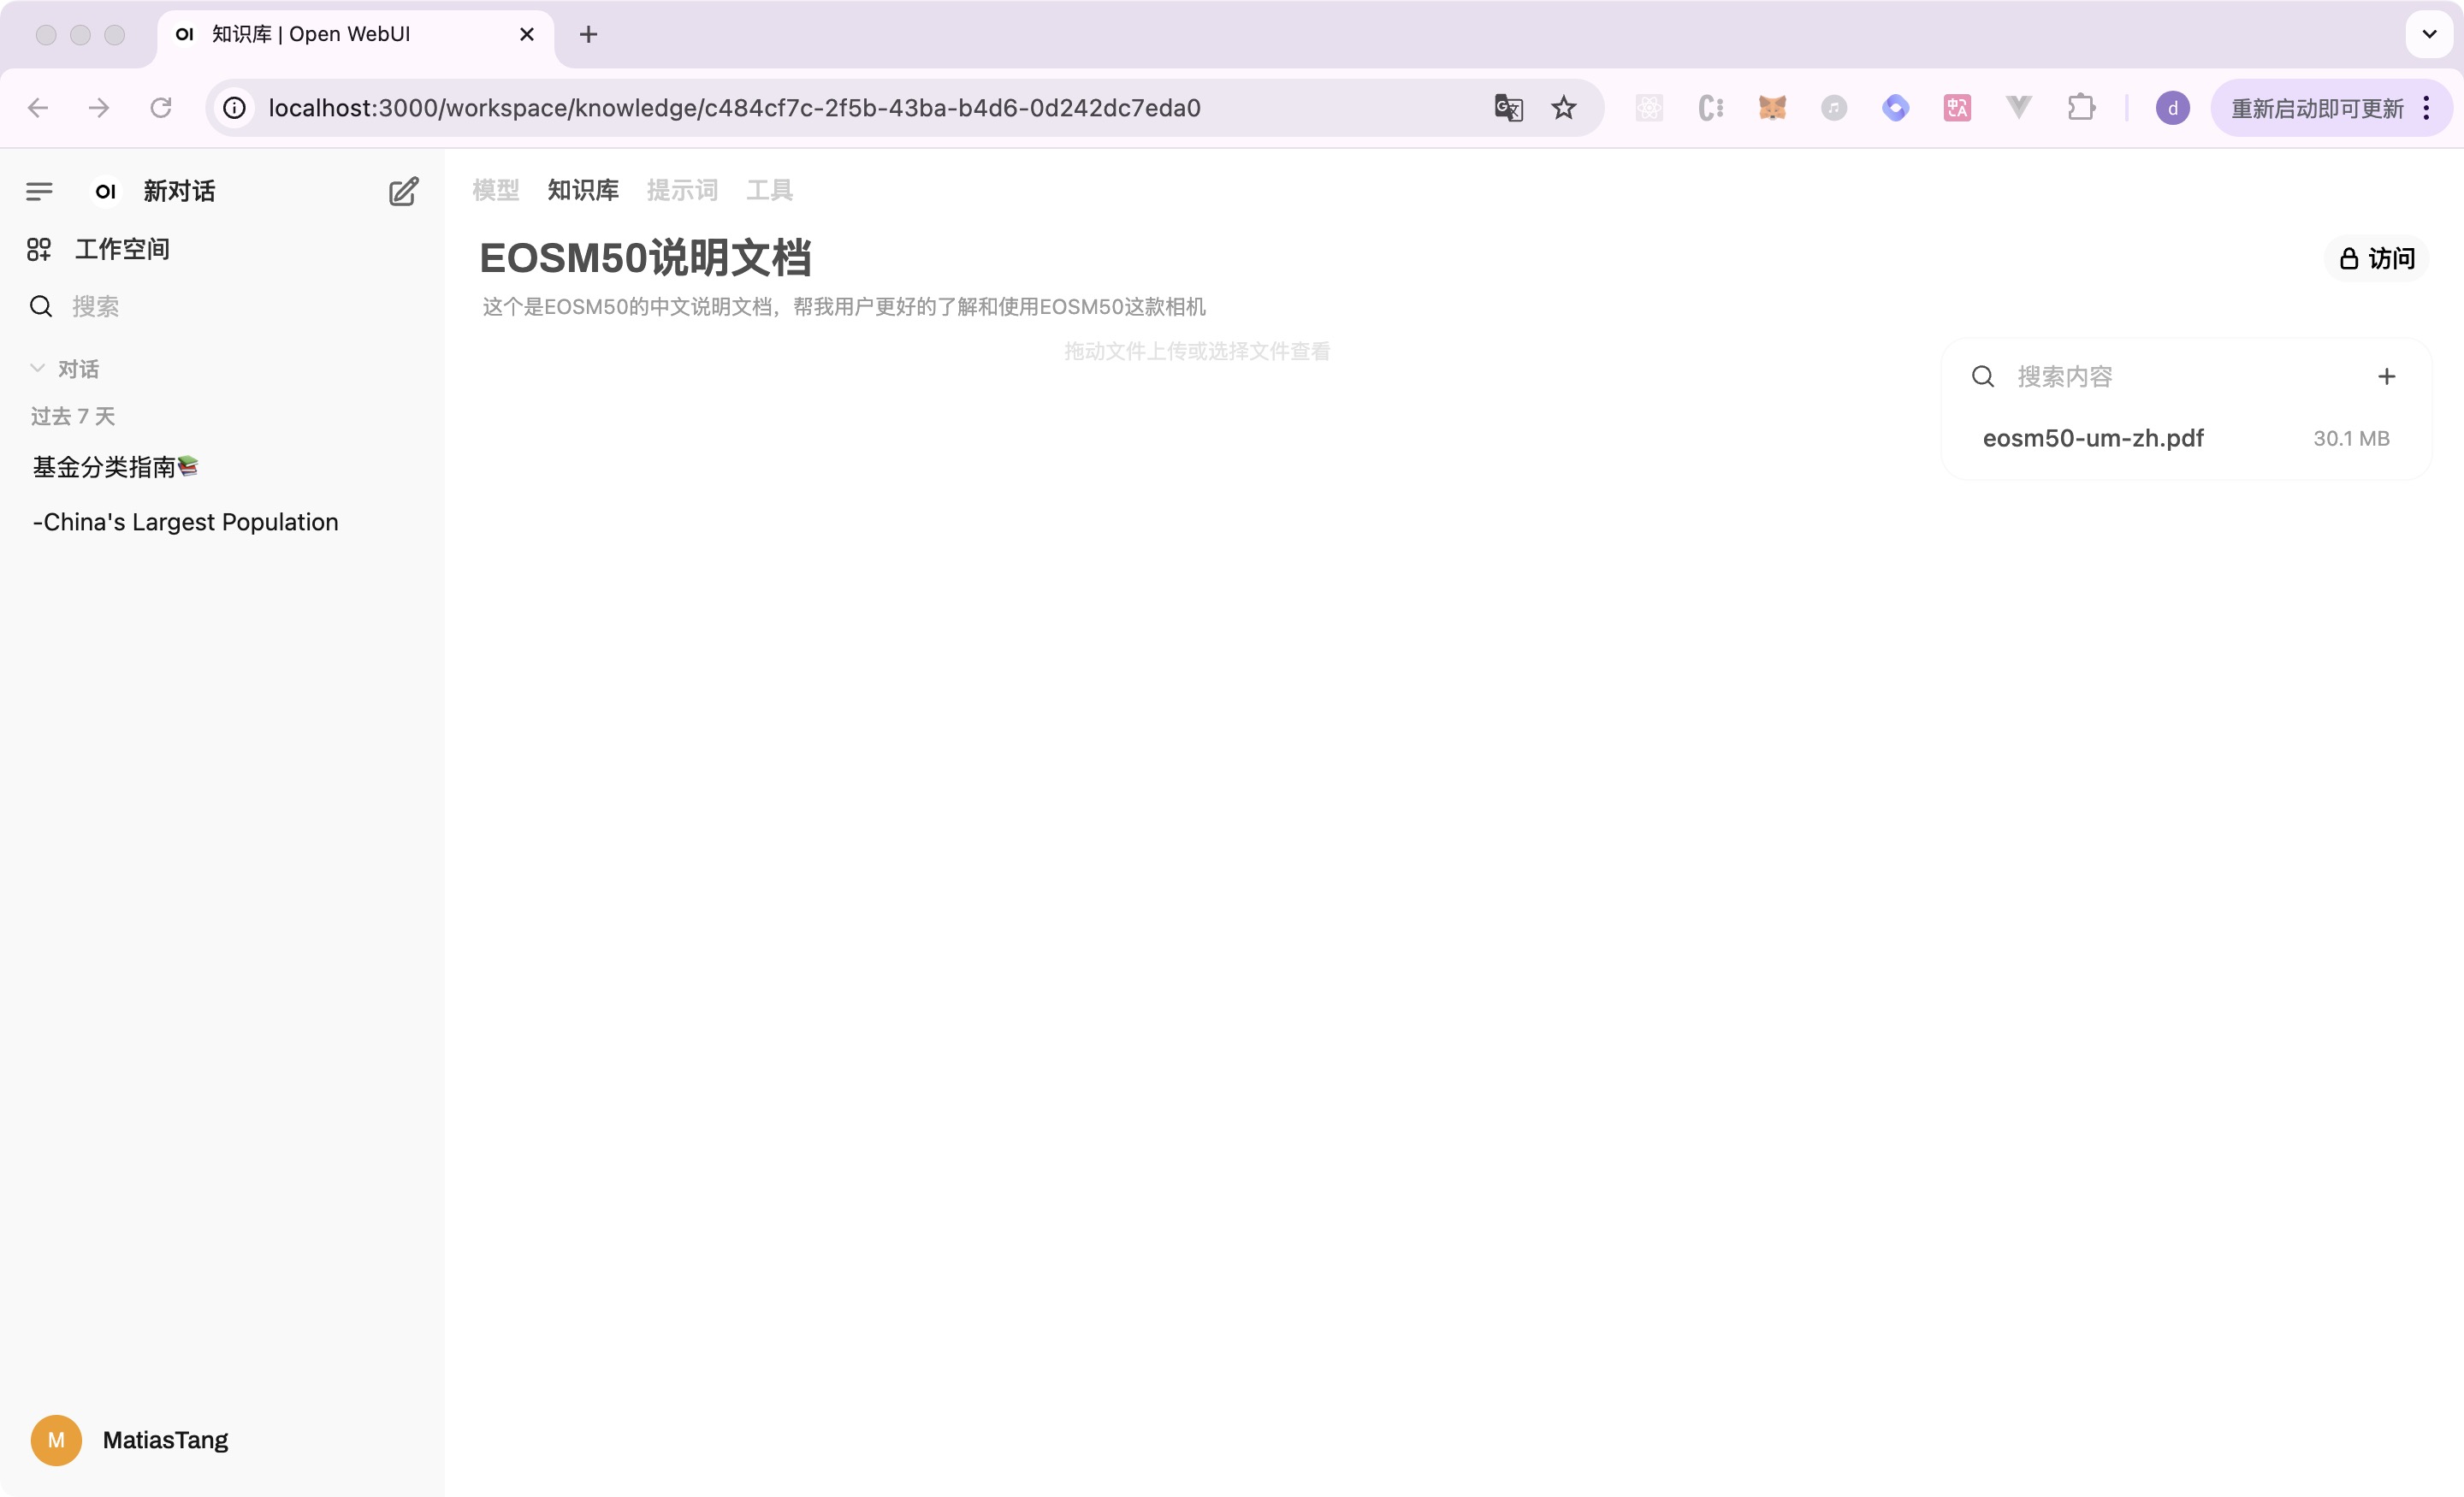 OI 知识库 | Open WebUI
localhost:3000/workspace/knowledge/c484cf7c-2f5b-43ba-b4d6-0d242dc7eda0
d
重新启动即可更新
OI 新对话
工作空间
搜索
对话
过去 7 天
基金分类指南📚
-China's Largest Population
M MatiasTang
模型 知识库 提示词 工具
EOSM50说明文档
访问
这个是EOSM50的中文说明文档，帮我用户更好的了解和使用EOSM50这款相机
拖动文件上传或选择文件查看
搜索内容
eosm50-um-zh.pdf 30.1 MB